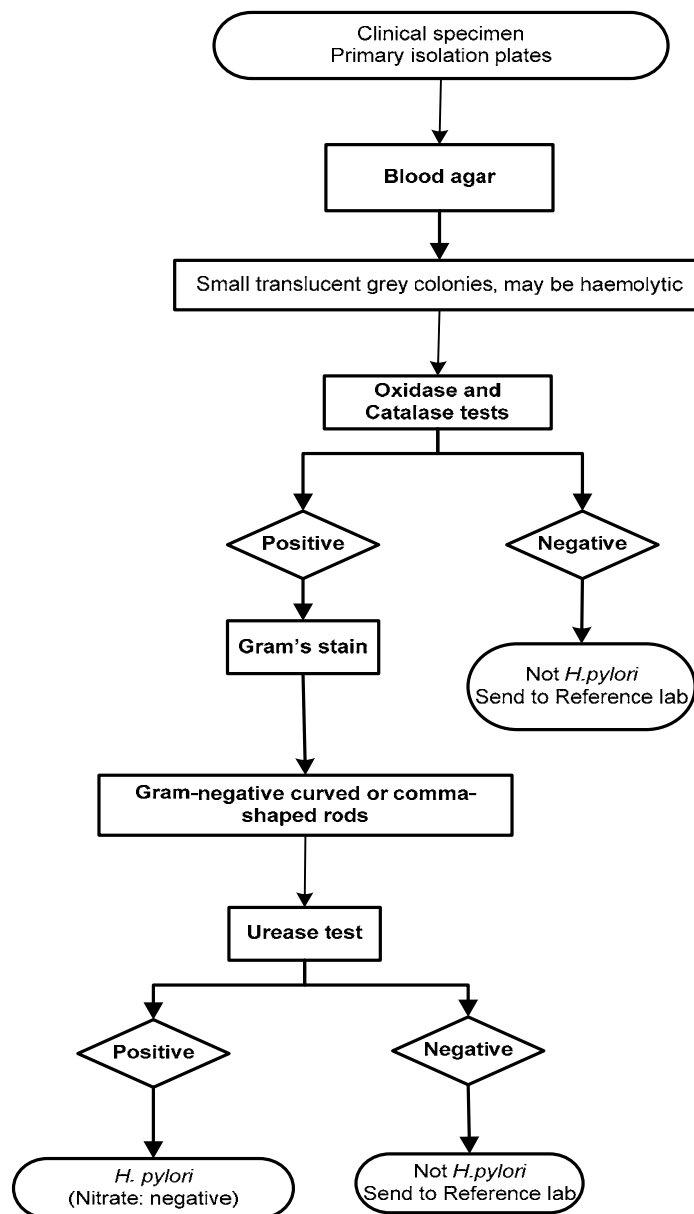 Clinical specimen
Primary isolation plates
Blood agar
Small translucent grey colonies, may be haemolytic
Oxidase and
Catalase tests
Positive
Negative
Gram's stain
Not H.pylori
Send to Reference lab
Gram-negative curved or comma-
shaped rods
Urease test
Positive
Negative
H. pylori
(Nitrate: negative)
Not H.pylori
Send to Reference lab